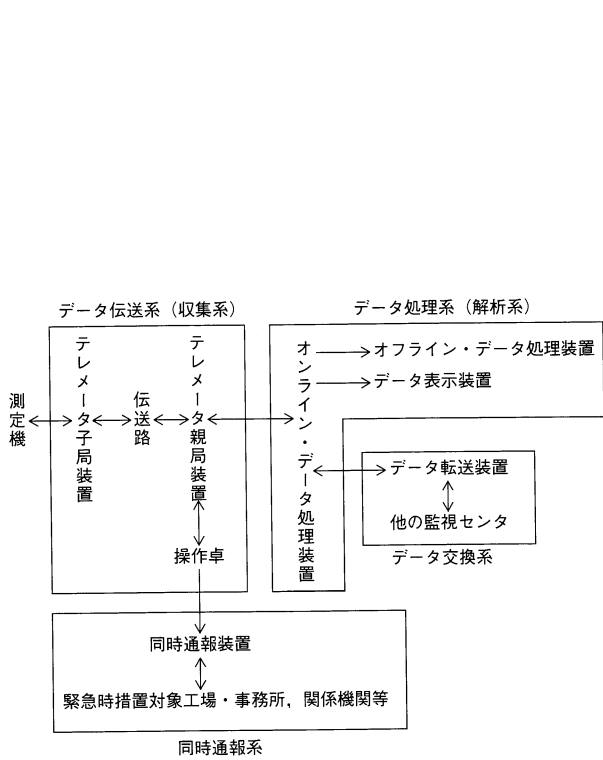 データ伝送系(収集系)
データ処理系(解析系)
測定機
テレメータ子局装置
伝送路
テレメータ親局装置
操作卓
オンライン・データ処理装置
オフライン・データ処理装置
データ表示装置
データ転送装置
他の監視センタ
データ交換系
同時通報装置
緊急時措置対象工場・事務所,関係機関等
同時通報系